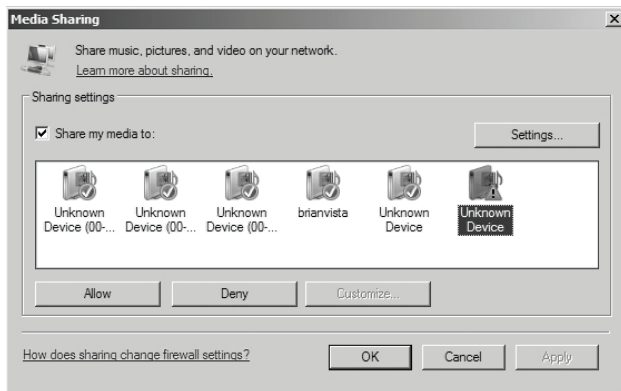 Media Sharing
Share music, pictures, and video on your network.
Learn more about sharing.
Sharing settings
Share my media to:
Settings...
Unknown Device (00-...
Unknown Device (00-...
Unknown Device (00-...
brianvista
Unknown Device
Unknown Device
Allow
Deny
Customize...
How does sharing change firewall settings?
OK
Cancel
Apply